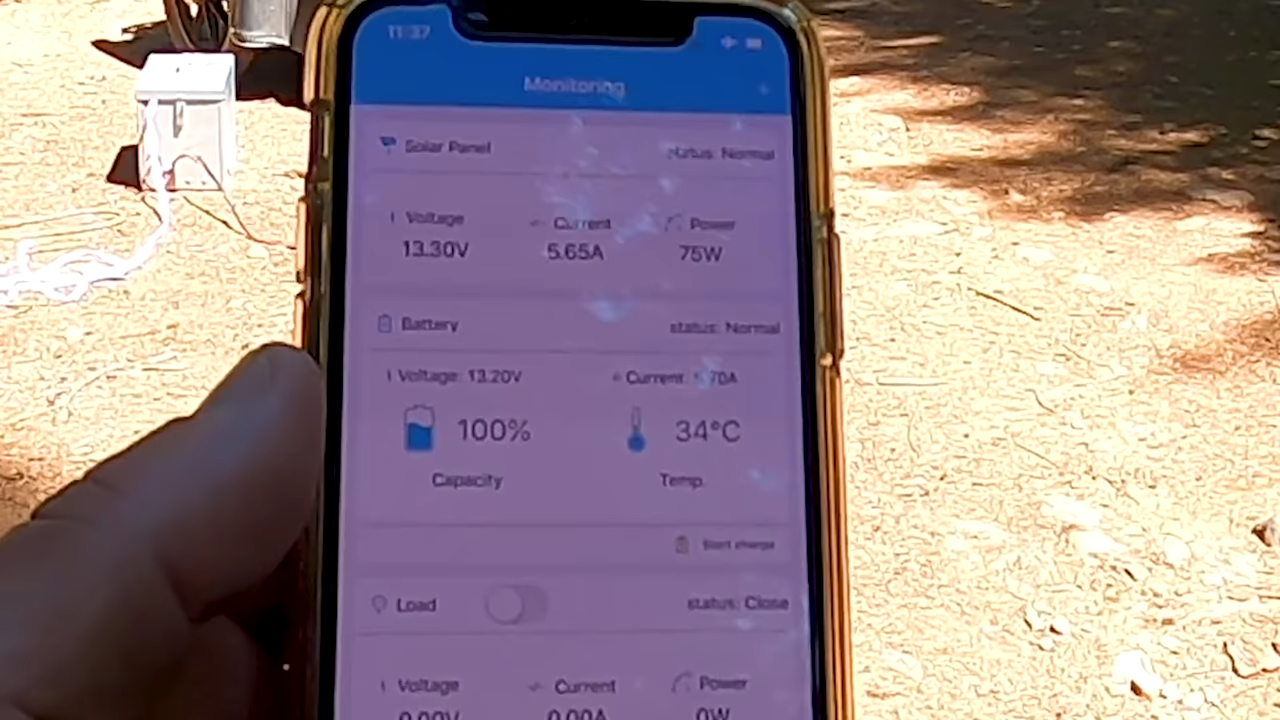 11:37
Monitoring
Solar Panel
status: Normal
Voltage Current Power
13.30V 5.65A 75W
Battery
status: Normal
Voltage: 13.20V Current:
100% 34°C
Capacity Temp.
Start charge
Load
status: Close
Voltage Current Power
0.00V 0.00A 0W